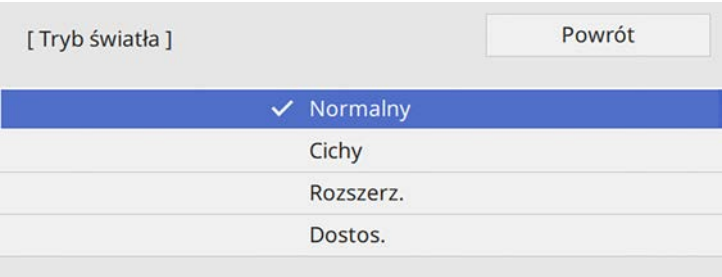 [ Tryb światła ]
Powrót
Normalny
Cichy
Rozszerz.
Dostos.